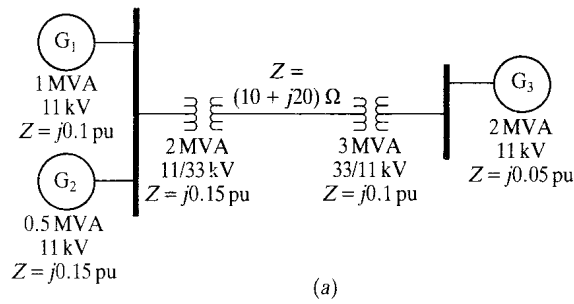 G₁
1 MVA
11 kV
Z = j0.1 pu
G₂
0.5 MVA
11 kV
Z = j0.15 pu
2 MVA
11/33 kV
Z = j0.15 pu
Z =
(10 + j20) Ω
3 MVA
33/11 kV
Z = j0.1 pu
G₃
2 MVA
11 kV
Z = j0.05 pu
(a)